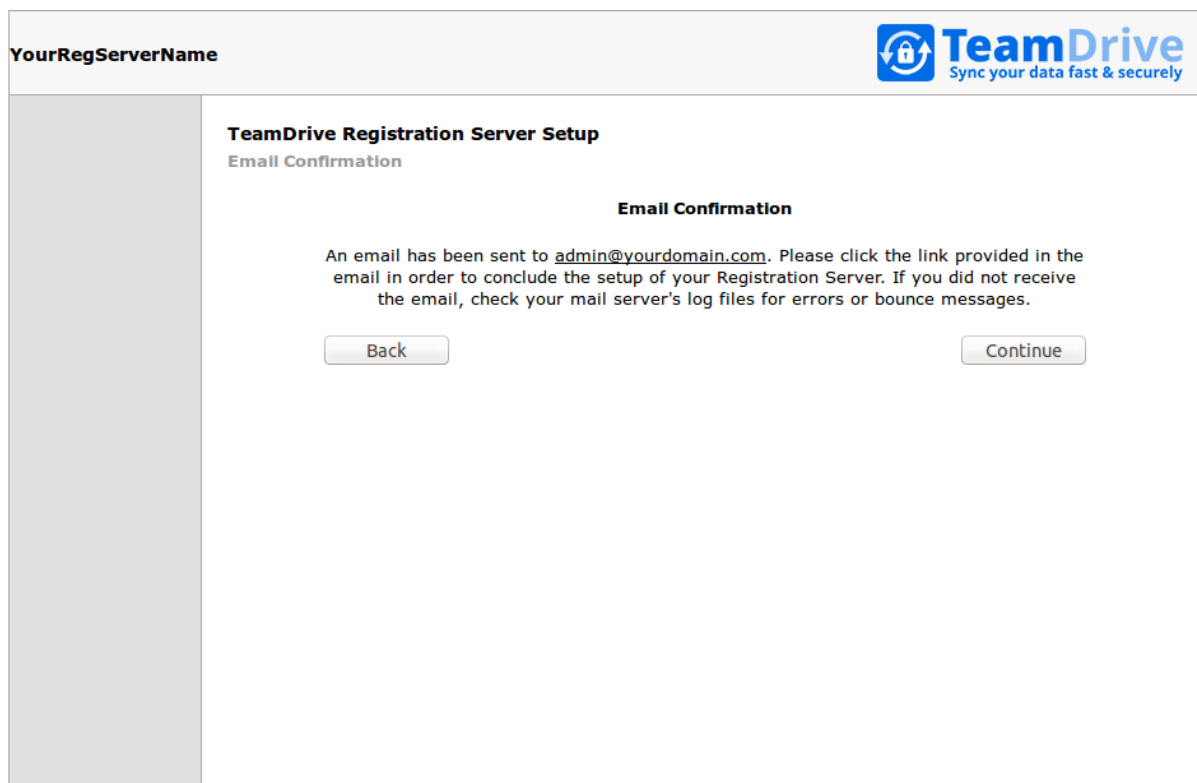 YourRegServerName
TeamDrive
Sync your data fast & securely
TeamDrive Registration Server Setup
Email Confirmation
Email Confirmation
An email has been sent to admin@yourdomain.com. Please click the link provided in the
email in order to conclude the setup of your Registration Server. If you did not receive
the email, check your mail server's log files for errors or bounce messages.
Back
Continue